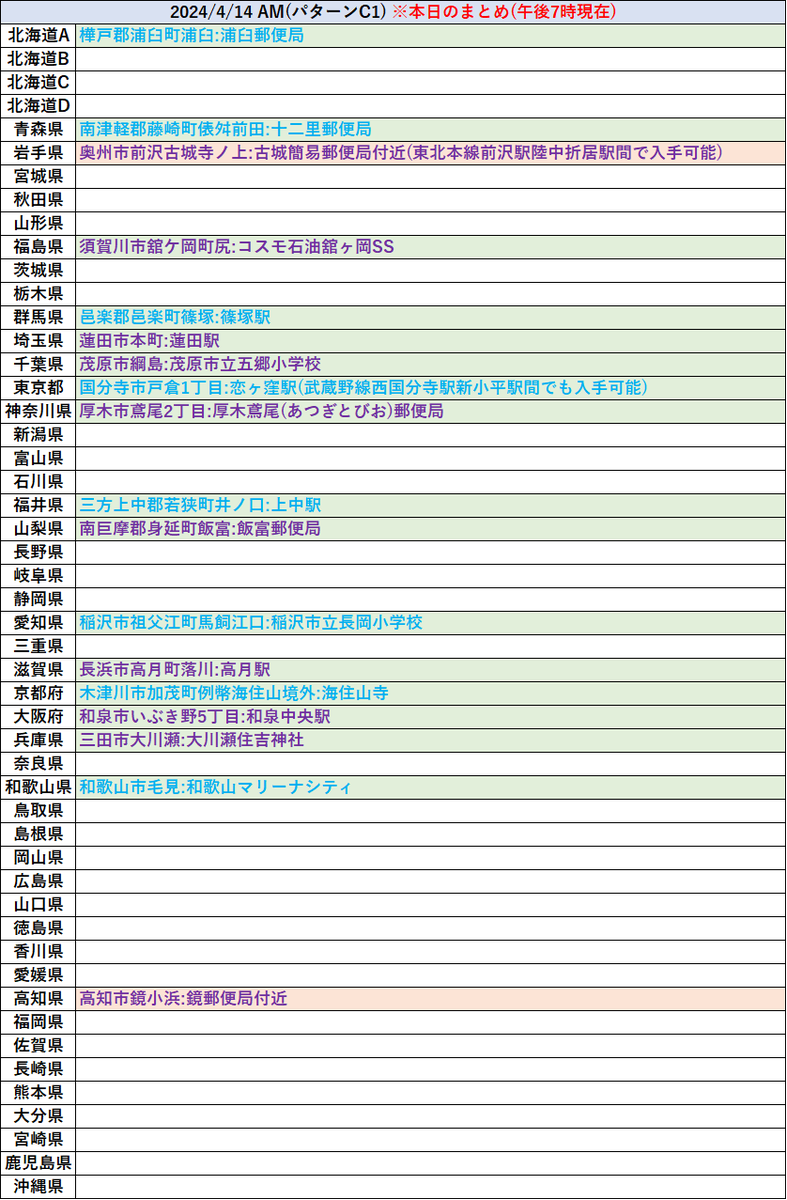 2024/4/14 AM(パターンC1) ※本日のまとめ(午後7時現在)
北海道A 樺戸郡浦臼町浦臼:浦臼郵便局
北海道B
北海道C
北海道D
青森県 南津軽郡藤崎町俵舛前田:十二里郵便局
岩手県 奥州市前沢古城寺ノ上:古城簡易郵便局付近(東北本線前沢駅陸中折居駅間で入手可能)
宮城県
秋田県
山形県
福島県 須賀川市舘ケ岡町尻:コスモ石油舘ヶ岡SS
茨城県
栃木県
群馬県 邑楽郡邑楽町篠塚:篠塚駅
埼玉県 蓮田市本町:蓮田駅
千葉県 茂原市綱島:茂原市立五郷小学校
東京都 国分寺市戸倉1丁目:恋ヶ窪駅(武蔵野線西国分寺駅新小平駅間でも入手可能)
神奈川県 厚木市鳶尾2丁目:厚木鳶尾(あつぎとびお)郵便局
新潟県
富山県
石川県
福井県 三方上中郡若狭町井ノ口:上中駅
山梨県 南巨摩郡身延町飯富:飯富郵便局
長野県
岐阜県
静岡県
愛知県 稲沢市祖父江町馬飼江口:稲沢市立長岡小学校
三重県
滋賀県 長浜市高月町落川:高月駅
京都府 木津川市加茂町例幣海住山境外:海住山寺
大阪府 和泉市いぶき野5丁目:和泉中央駅
兵庫県 三田市大川瀬:大川瀬住吉神社
奈良県
和歌山県 和歌山市毛見:和歌山マリーナシティ
鳥取県
島根県
岡山県
広島県
山口県
徳島県
香川県
愛媛県
高知県 高知市鏡小浜:鏡郵便局付近
福岡県
佐賀県
長崎県
熊本県
大分県
宮崎県
鹿児島県
沖縄県